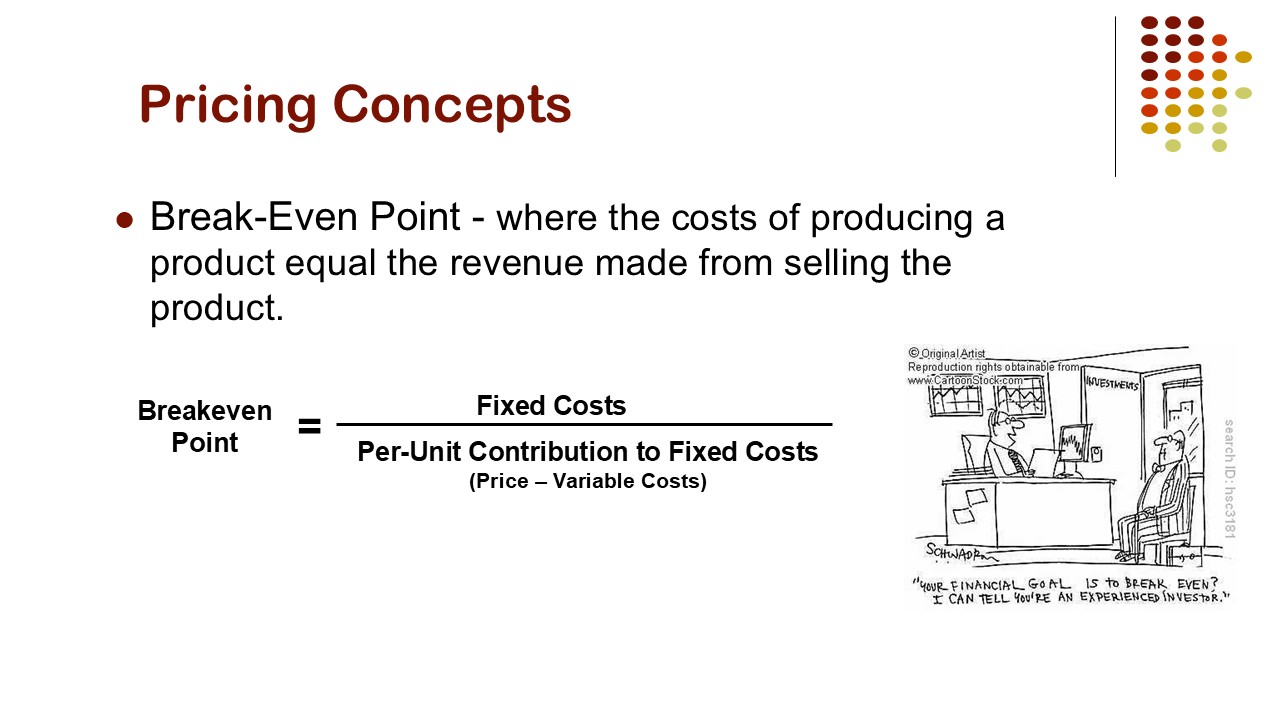 Pricing Concepts
Break-Even Point - where the costs of producing a
product equal the revenue made from selling the
product.
Breakeven
Point
=
Fixed Costs
Per-Unit Contribution to Fixed Costs
(Price – Variable Costs)
© Original Artist
Reproduction rights obtainable from
www.CartoonStock.com
INVESTMENTS
search ID: hsc3181
SCHWADRON
"YOUR FINANCIAL GOAL IS TO BREAK EVEN?
I CAN TELL YOU'RE AN EXPERIENCED INVESTOR."